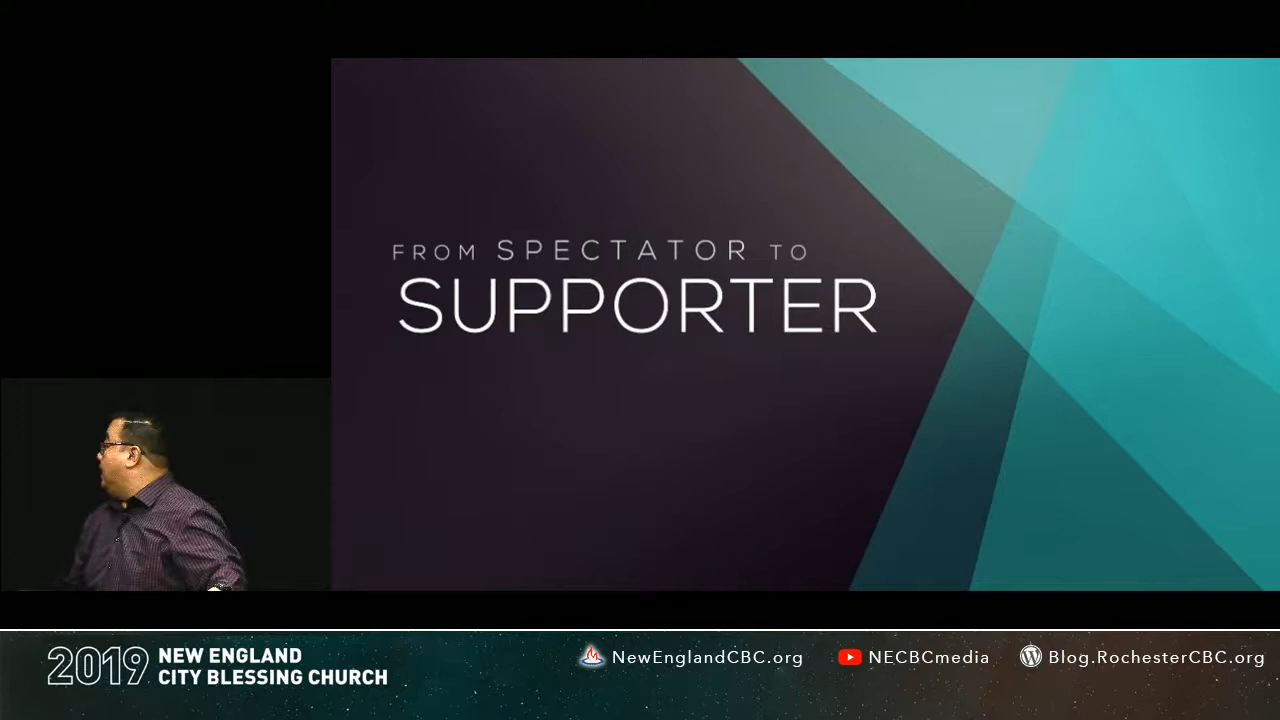 FROM SPECTATOR TO
SUPPORTER
2019 NEW ENGLAND
CITY BLESSING CHURCH
NewEnglandCBC.org
NECBCmedia
Blog.RochesterCBC.org